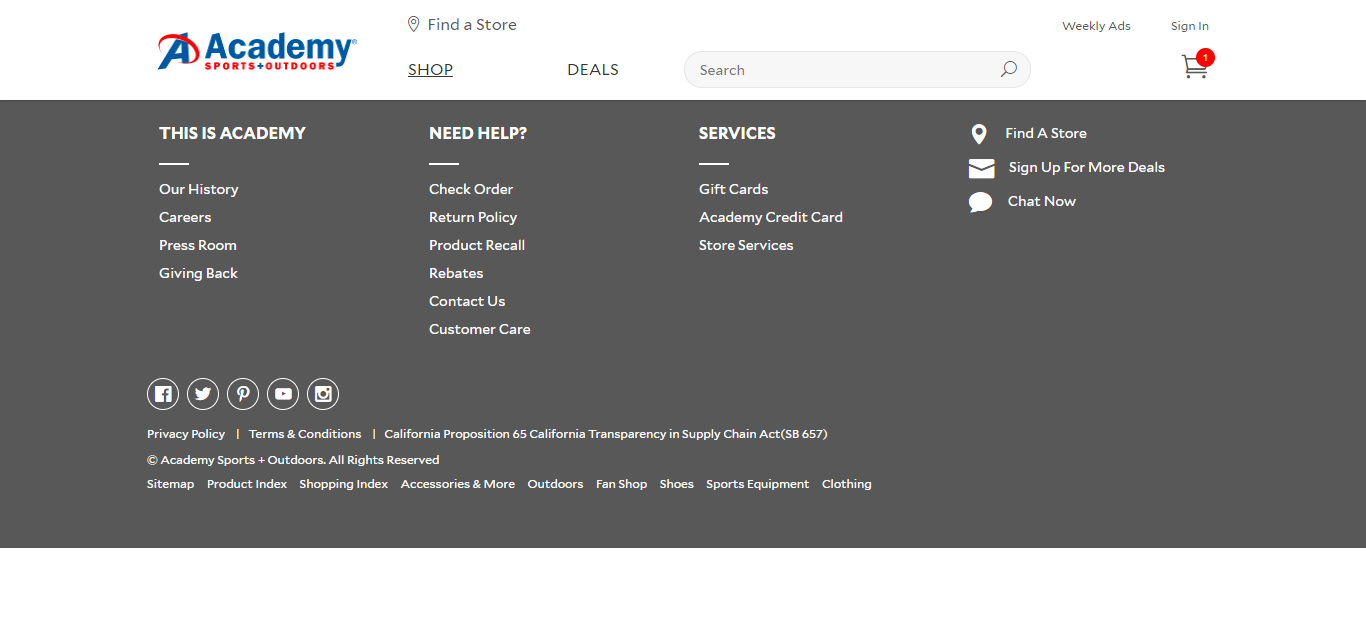 Find a Store
Weekly Ads
Sign In
Academy®
SPORTS+OUTDOORS
SHOP
DEALS
Search
1
THIS IS ACADEMY
Our History
Careers
Press Room
Giving Back
NEED HELP?
Check Order
Return Policy
Product Recall
Rebates
Contact Us
Customer Care
SERVICES
Gift Cards
Academy Credit Card
Store Services
Find A Store
Sign Up For More Deals
Chat Now
Privacy Policy | Terms & Conditions | California Proposition 65 California Transparency in Supply Chain Act(SB 657)
© Academy Sports + Outdoors. All Rights Reserved
Sitemap Product Index Shopping Index Accessories & More Outdoors Fan Shop Shoes Sports Equipment Clothing